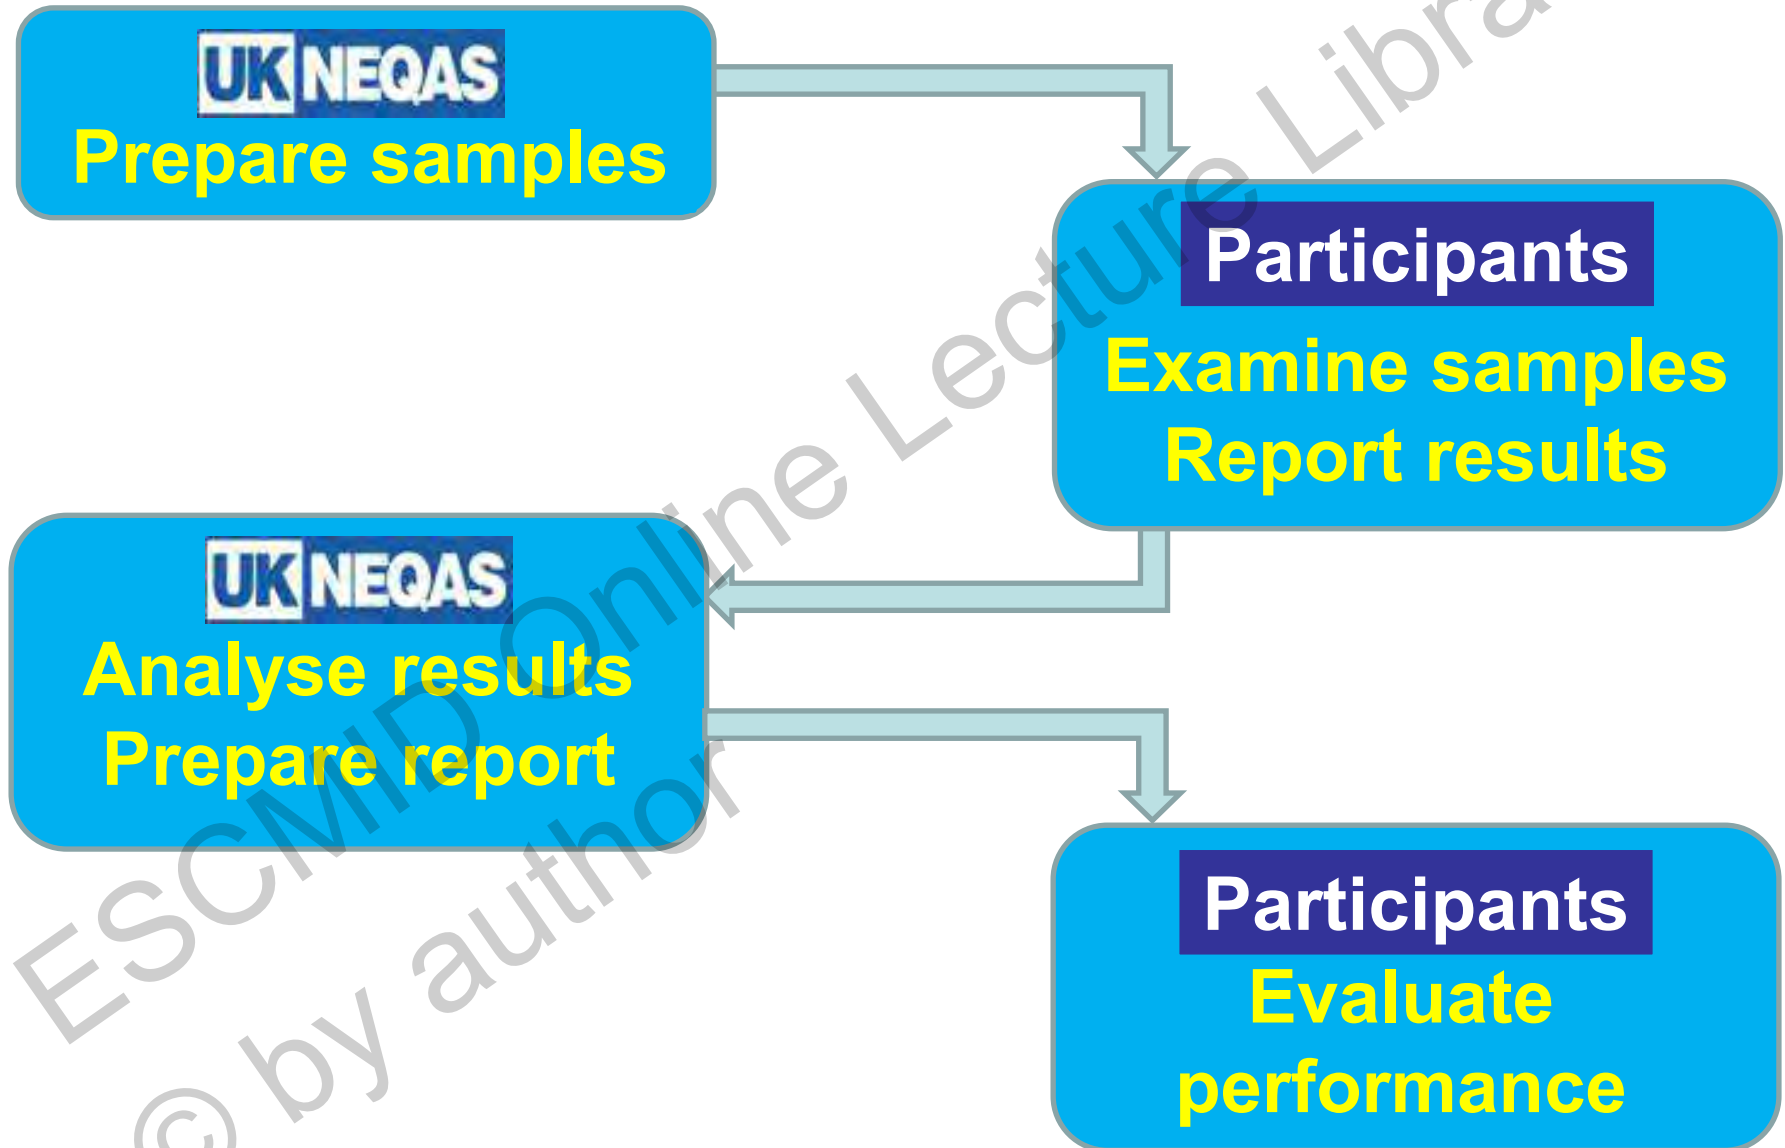 UK NEQAS
Prepare samples
Participants
Examine samples
Report results
UK NEQAS
Analyse results
Prepare report
Participants
Evaluate
performance
ESCMID Online Lecture Libra
© by author